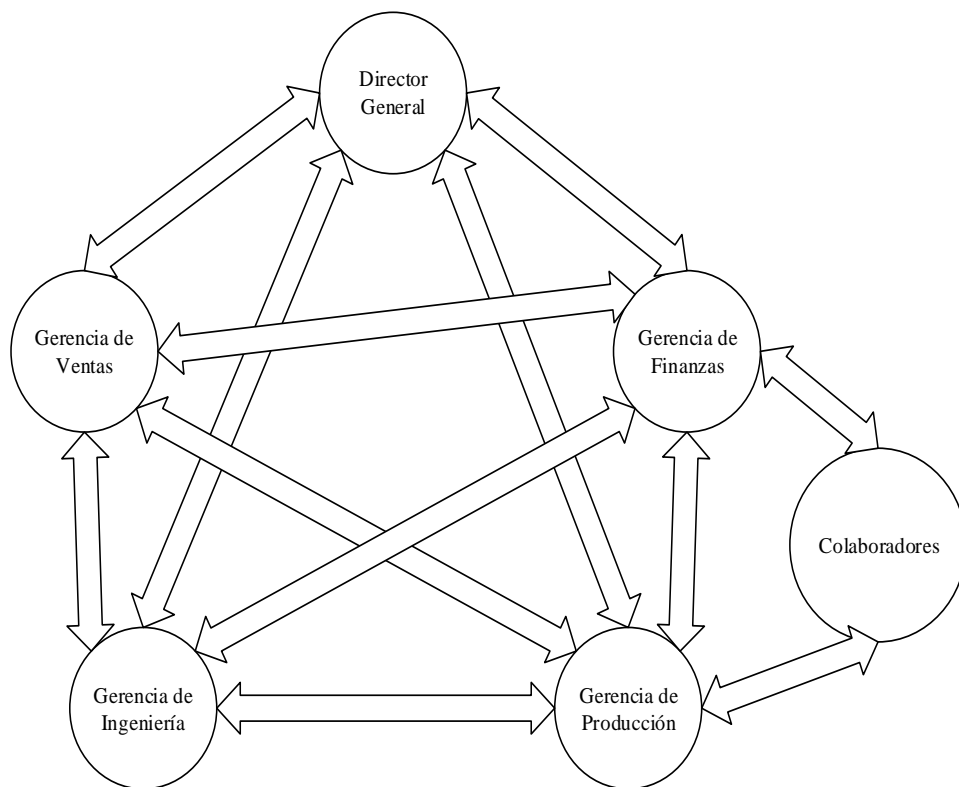 Director
General
Gerencia de
Ventas
Gerencia de
Finanzas
Colaboradores
Gerencia de
Ingeniería
Gerencia de
Producción